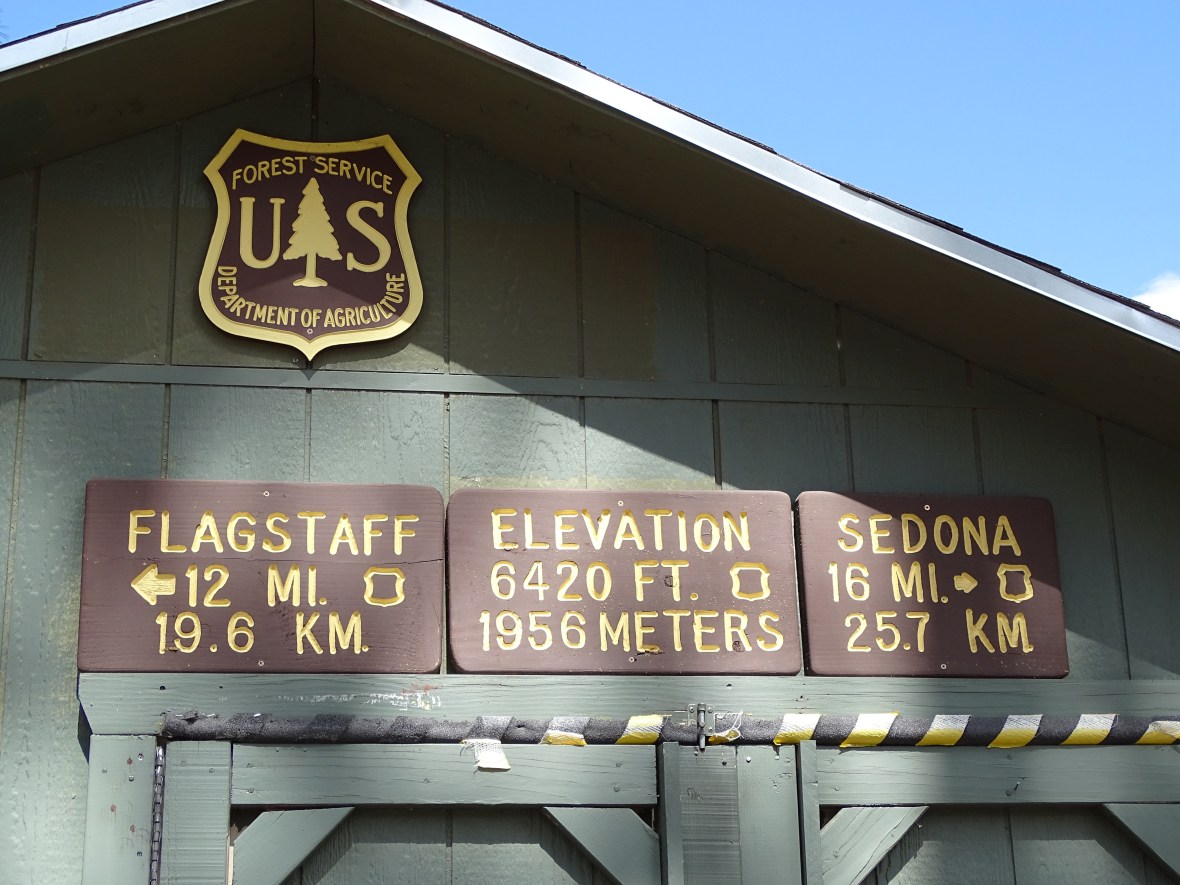 FOREST SERVICE
U S
DEPARTMENT OF AGRICULTURE
FLAGSTAFF
12 MI.
19.6 KM.
ELEVATION
6420 FT.
1956 METERS
SEDONA
16 MI.
25.7 KM.